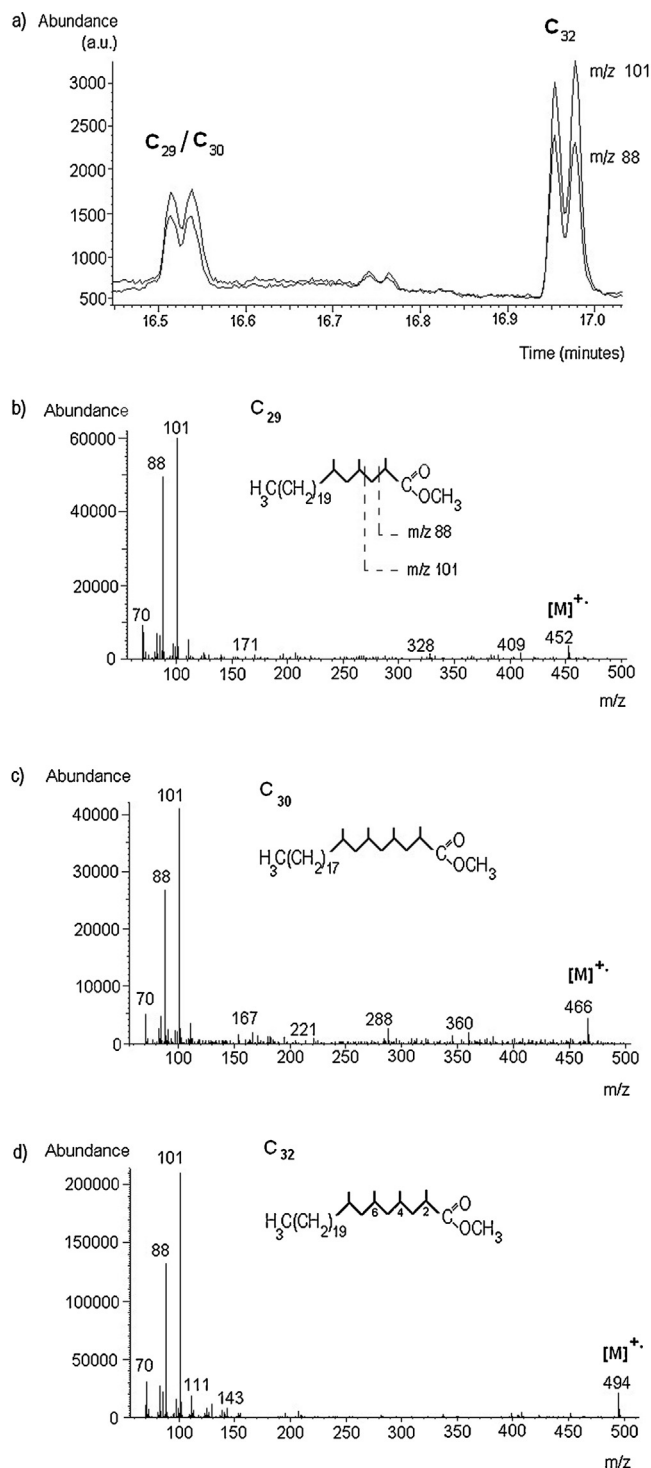 a) Abundance
(a.u.)
C32
m/z 101
3000
C29 / C30
2500
m/z 88
2000
1500
1000
500
16.5 16.6 16.7 16.8 16.9 17.0
Time (minutes)
b) Abundance
C29
101
60000
88
H3C(CH2)19 C O OCH3
m/z 88
40000
m/z 101
20000
[M]+.
70
171 328 409 452
0
100 150 200 250 300 350 400 450 500
m/z
c) Abundance
C30
101
40000
H3C(CH2)17 C O OCH3
88
30000
20000
[M]+.
10000
70 167 221 288 360 466
0
100 150 200 250 300 350 400 450 500
m/z
d) Abundance
C32
101
200000
H3C(CH2)19 6 4 2 C O OCH3
88
150000
100000
[M]+.
50000
70 111 143 494
0
100 150 200 250 300 350 400 450 500
m/z